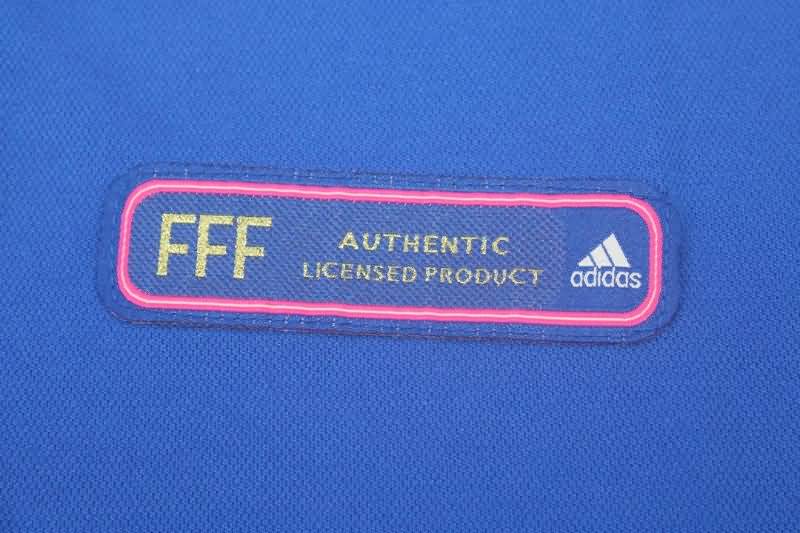 FFF
AUTHENTIC
LICENSED PRODUCT
adidas